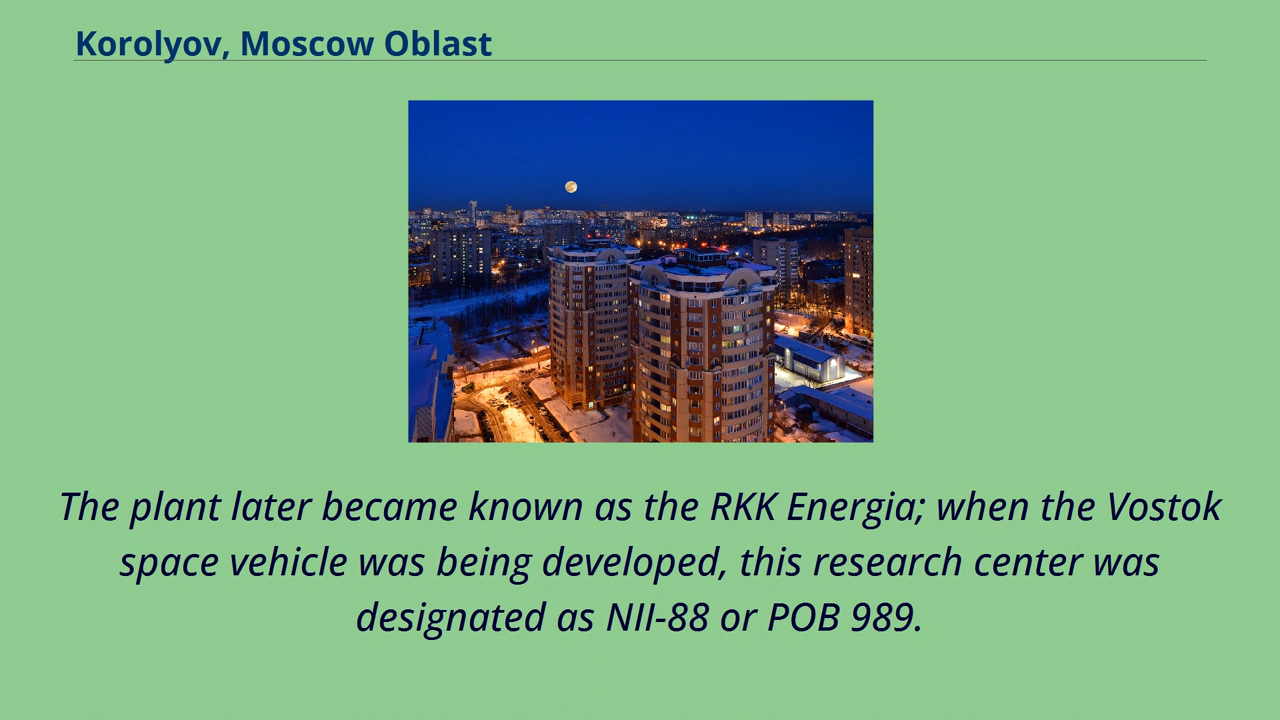 Korolyov, Moscow Oblast
The plant later became known as the RKK Energia; when the Vostok
space vehicle was being developed, this research center was
designated as NII-88 or POB 989.